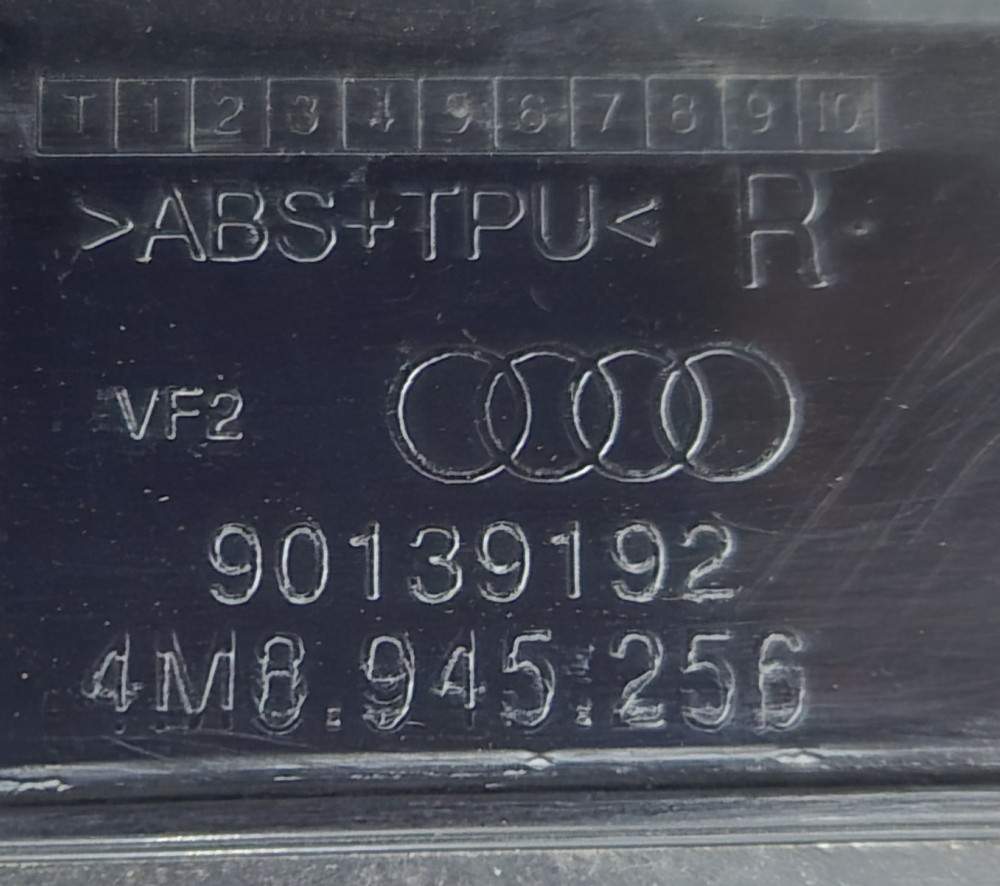 T 1 2 3 4 5 6 7 8 9 10
>ABS+TPU< R
VF2
90139192
4M8.945.256